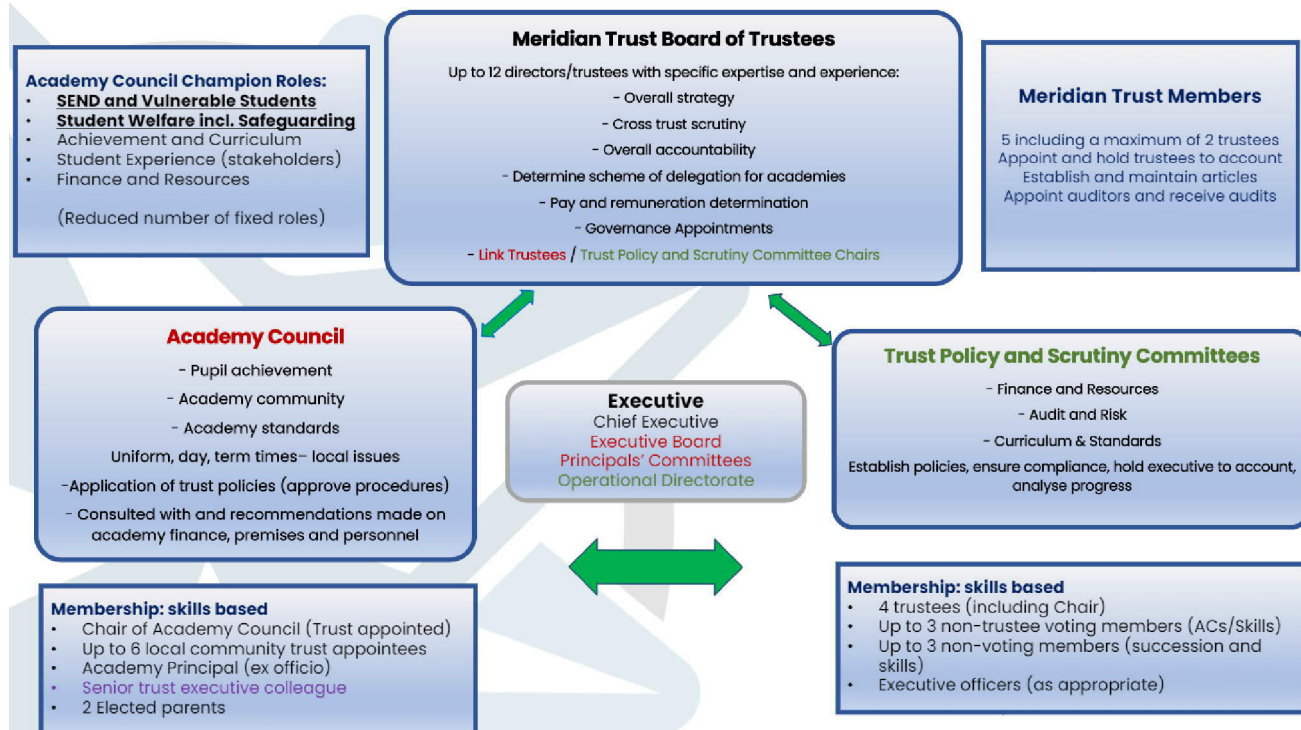 Meridian Trust Board of Trustees
Up to 12 directors/trustees with specific expertise and experience:
- Overall strategy
- Cross trust scrutiny
- Overall accountability
- Determine scheme of delegation for academies
- Pay and remuneration determination
- Governance Appointments
- Link Trustees / Trust Policy and Scrutiny Committee Chairs
Academy Council Champion Roles:
• SEND and Vulnerable Students
• Student Welfare incl. Safeguarding
• Achievement and Curriculum
• Student Experience (stakeholders)
• Finance and Resources
(Reduced number of fixed roles)
Meridian Trust Members
5 including a maximum of 2 trustees
Appoint and hold trustees to account
Establish and maintain articles
Appoint auditors and receive audits
Academy Council
- Pupil achievement
- Academy community
- Academy standards
Uniform, day, term times– local issues
-Application of trust policies (approve procedures)
- Consulted with and recommendations made on
academy finance, premises and personnel
Executive
Chief Executive
Executive Board
Principals' Committees
Operational Directorate
Trust Policy and Scrutiny Committees
- Finance and Resources
- Audit and Risk
- Curriculum & Standards
Establish policies, ensure compliance, hold executive to account,
analyse progress
Membership: skills based
• Chair of Academy Council (Trust appointed)
• Up to 6 local community trust appointees
• Academy Principal (ex officio)
• Senior trust executive colleague
• 2 Elected parents
Membership: skills based
• 4 trustees (including Chair)
• Up to 3 non-trustee voting members (ACs/Skills)
• Up to 3 non-voting members (succession and
skills)
• Executive officers (as appropriate)